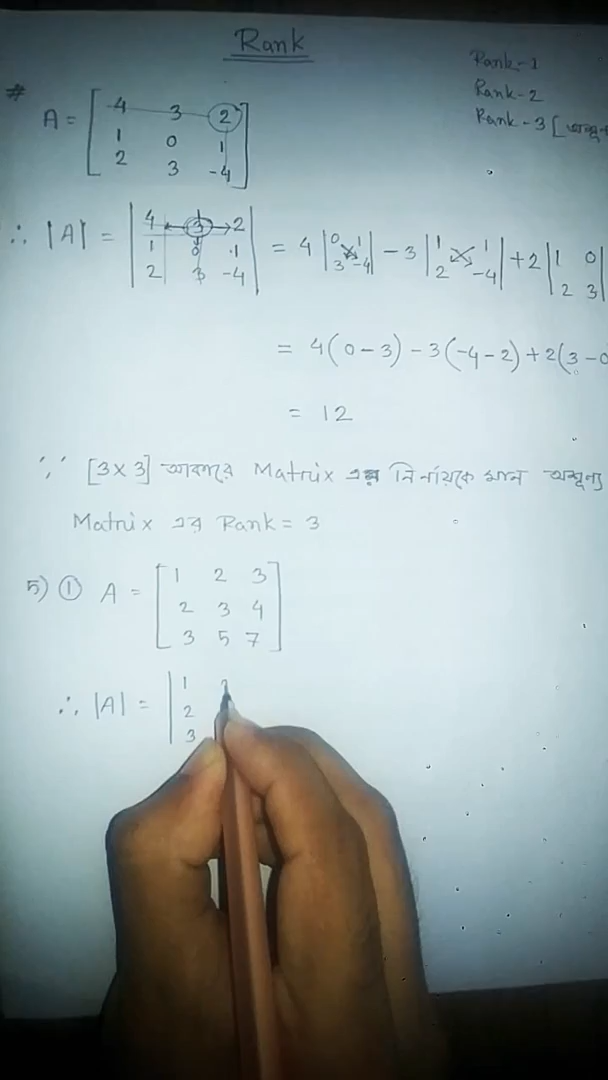 Rank
Rank-1
Rank-2
Rank-3 [
#
A = [ 4 3 2
1 0 1
2 3 -4 ]
∴ |A| = | 4 3 2
1 0 1
2 3 -4 | = 4 |0 1 3 -4| - 3 |1 1 2 -4| + 2 |1 0 2 3|
= 4(0-3) - 3(-4-2) + 2(3-0
= 12
∵ [3×3] আকারে Matrix এর নির্নায়কে মান অশূন্য
Matrix এর Rank = 3
5) ① A = [ 1 2 3
2 3 4
3 5 7 ]
∴ |A| = | 1
2
3